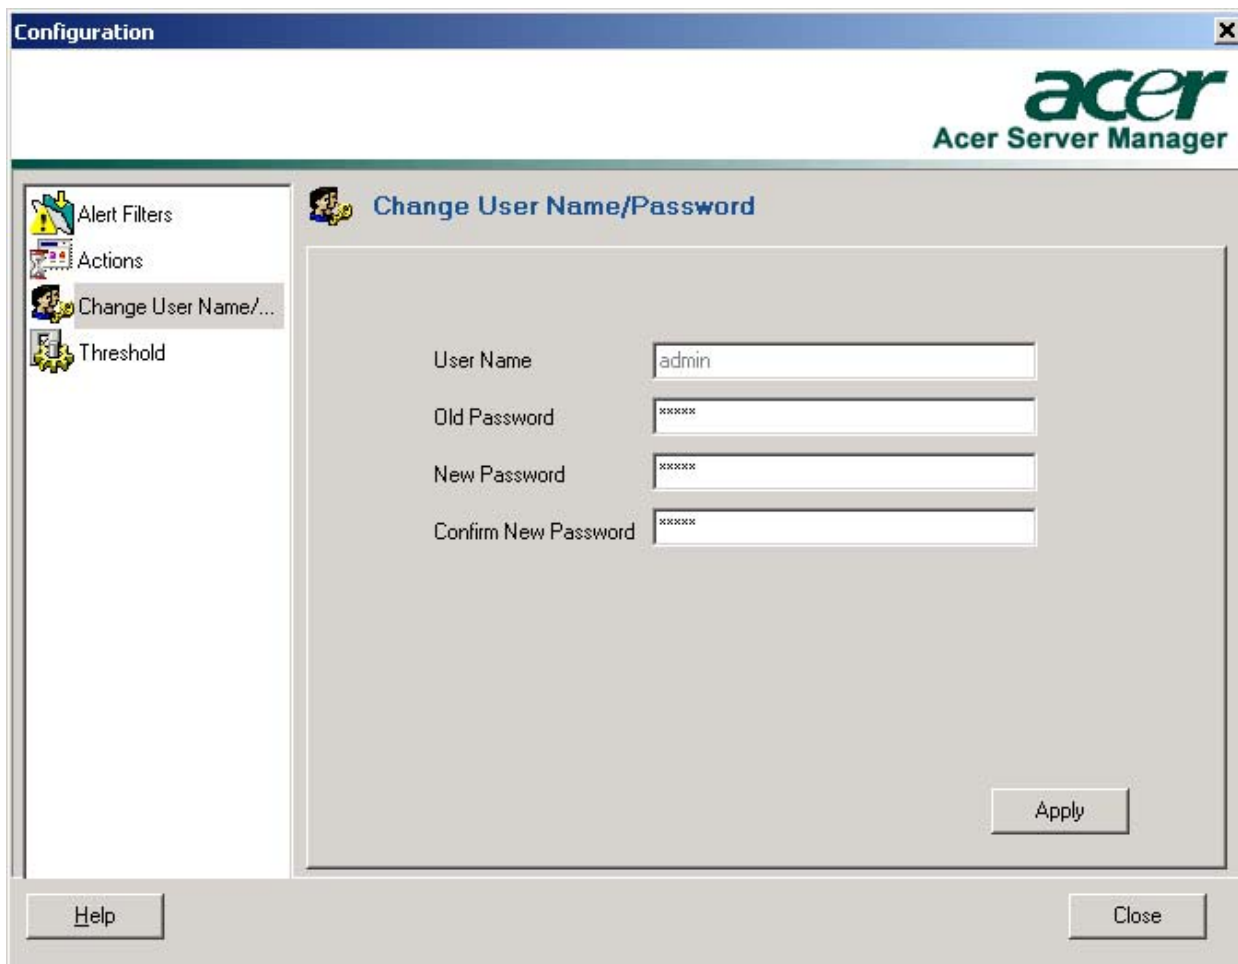 Configuration
acer
Acer Server Manager
Alert Filters
Actions
Change User Name/...
Threshold
Change User Name/Password
User Name
admin
Old Password
*****
New Password
*****
Confirm New Password
*****
Apply
Help
Close